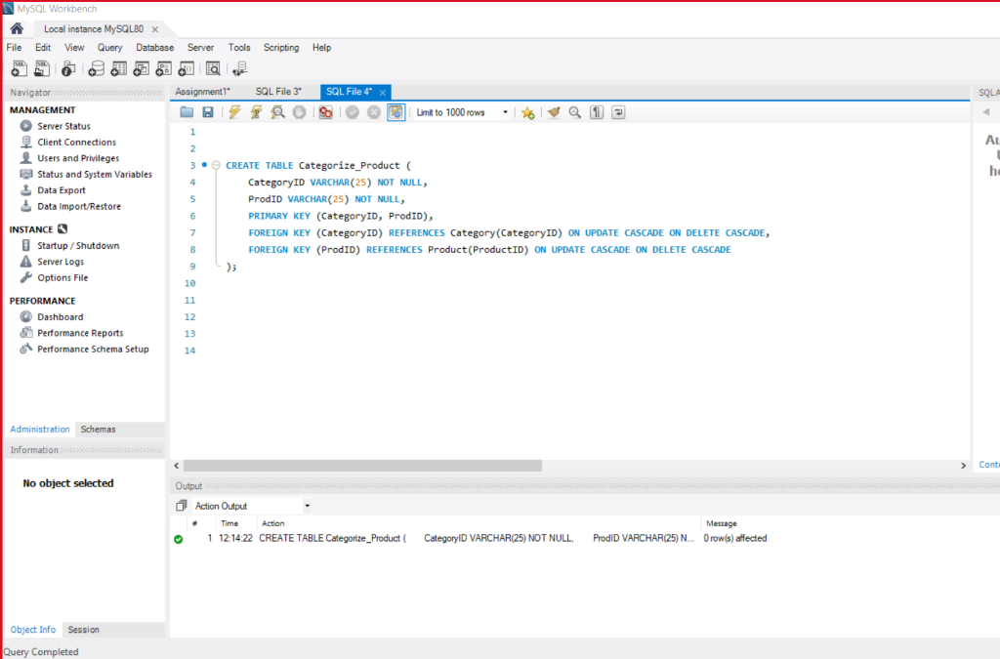 MySQL Workbench
Local instance MySQL80
File Edit View Query Database Server Tools Scripting Help
Navigator
MANAGEMENT
Server Status
Client Connections
Users and Privileges
Status and System Variables
Data Export
Data Import/Restore
INSTANCE
Startup / Shutdown
Server Logs
Options File
PERFORMANCE
Dashboard
Performance Reports
Performance Schema Setup
Administration Schemas
Information
No object selected
Object Info Session
Query Completed
Assignment1* SQL File 3* SQL File 4*
Limit to 1000 rows
1
2
3 CREATE TABLE Categorize_Product (
4 CategoryID VARCHAR(25) NOT NULL,
5 ProdID VARCHAR(25) NOT NULL,
6 PRIMARY KEY (CategoryID, ProdID),
7 FOREIGN KEY (CategoryID) REFERENCES Category(CategoryID) ON UPDATE CASCADE ON DELETE CASCADE,
8 FOREIGN KEY (ProdID) REFERENCES Product(ProductID) ON UPDATE CASCADE ON DELETE CASCADE
9 );
10
11
12
13
14
Output
Action Output
# Time Action Message
1 12:14:22 CREATE TABLE Categorize_Product ( CategoryID VARCHAR(25) NOT NULL, ProdID VARCHAR(25) N... 0 row(s) affected
SQLA
Au
he
Conte